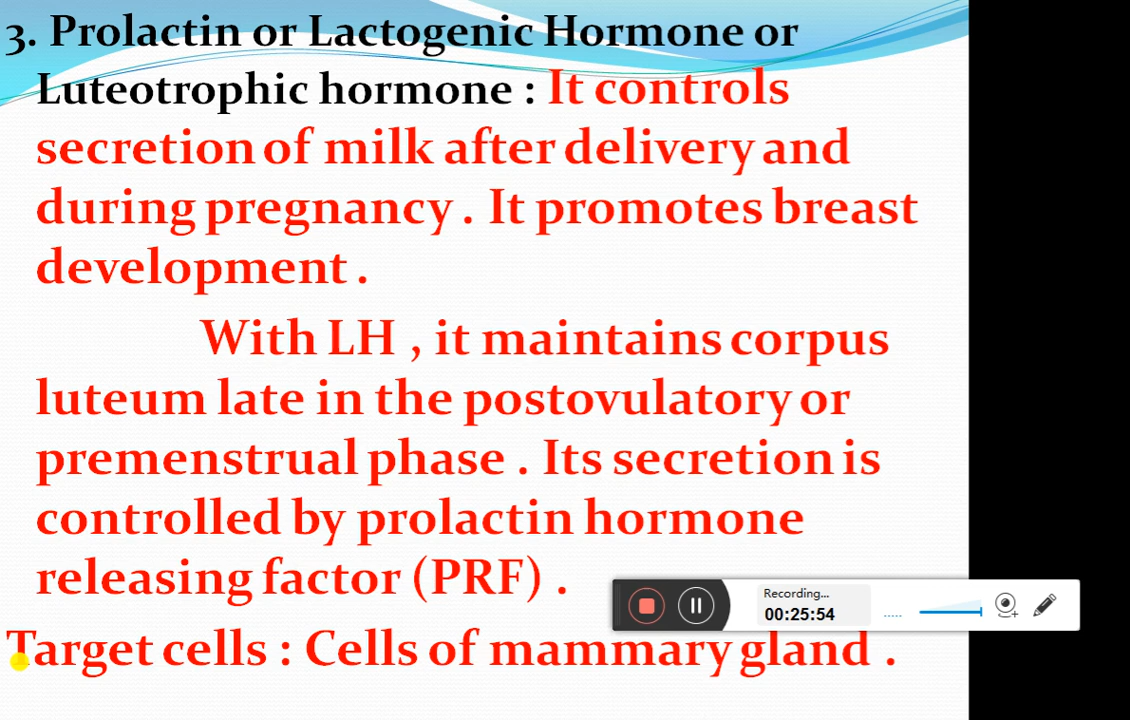 3. Prolactin or Lactogenic Hormone or
Luteotrophic hormone : It controls
secretion of milk after delivery and
during pregnancy . It promotes breast
development .
With LH , it maintains corpus
luteum late in the postovulatory or
premenstrual phase . Its secretion is
controlled by prolactin hormone
releasing factor (PRF) .
Recording...
00:25:54
Target cells : Cells of mammary gland .